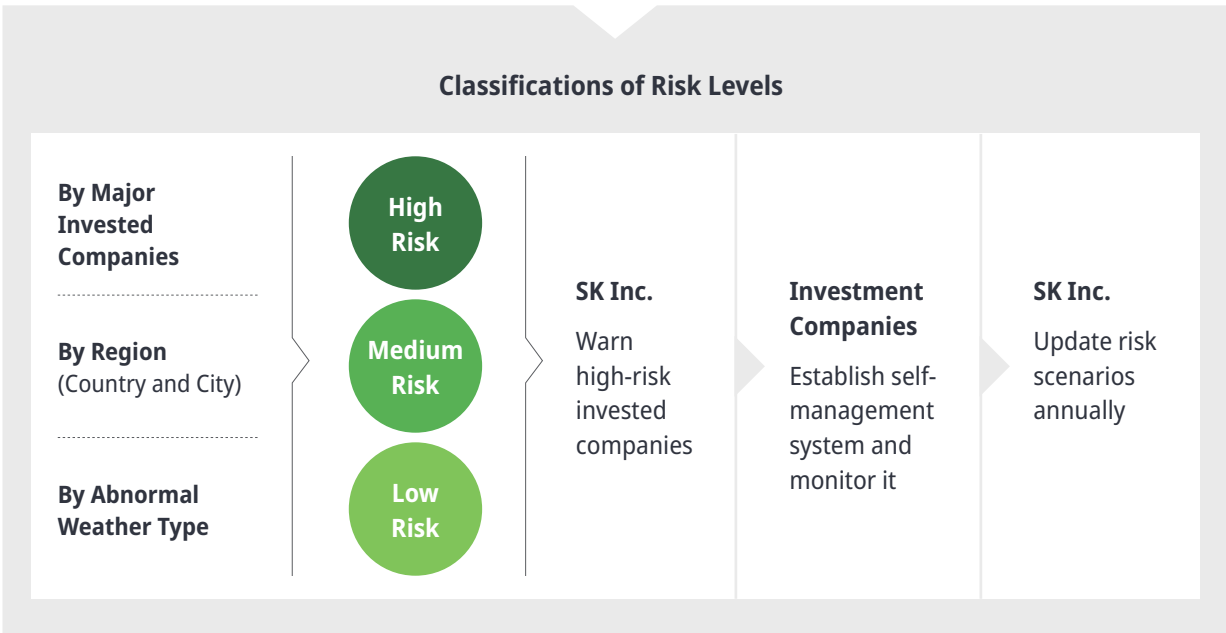 Classifications of Risk Levels
By Major
Invested
Companies
By Region
(Country and City)
By Abnormal
Weather Type
High
Risk
Medium
Risk
Low
Risk
SK Inc.
Warn
high-risk
invested
companies
Investment
Companies
Establish self-
management
system and
monitor it
SK Inc.
Update risk
scenarios
annually